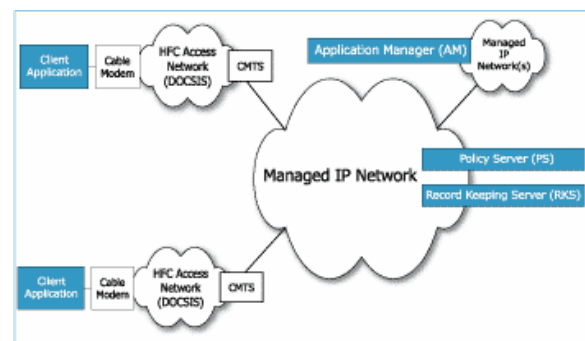 Client
Application
Cable
Modem
HFC Access
Network
(DOCSIS)
CMTS
Application Manager (AM)
Managed
IP
Network(s)
Managed IP Network
Policy Server (PS)
Record Keeping Server (RKS)
Client
Application
Cable
Modem
HFC Access
Network
(DOCSIS)
CMTS